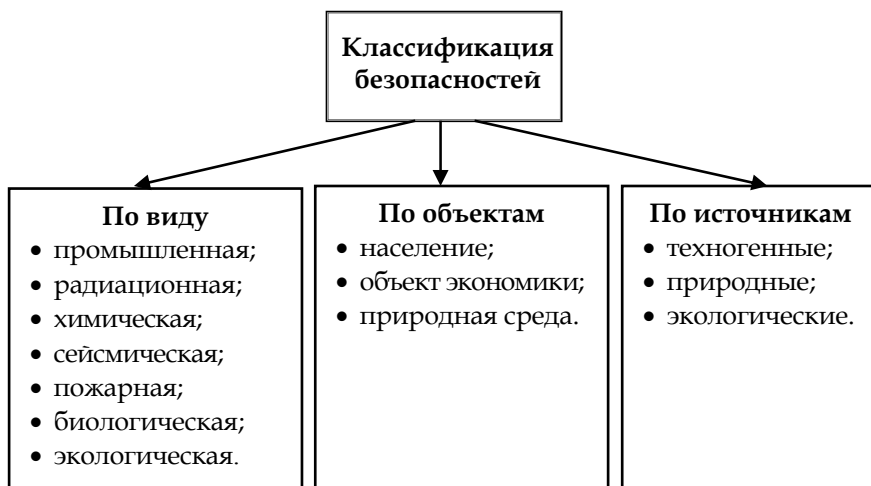 Классификация
безопасностей
По виду
• промышленная;
• радиационная;
• химическая;
• сейсмическая;
• пожарная;
• биологическая;
• экологическая.
По объектам
• население;
• объект экономики;
• природная среда.
По источникам
• техногенные;
• природные;
• экологические.